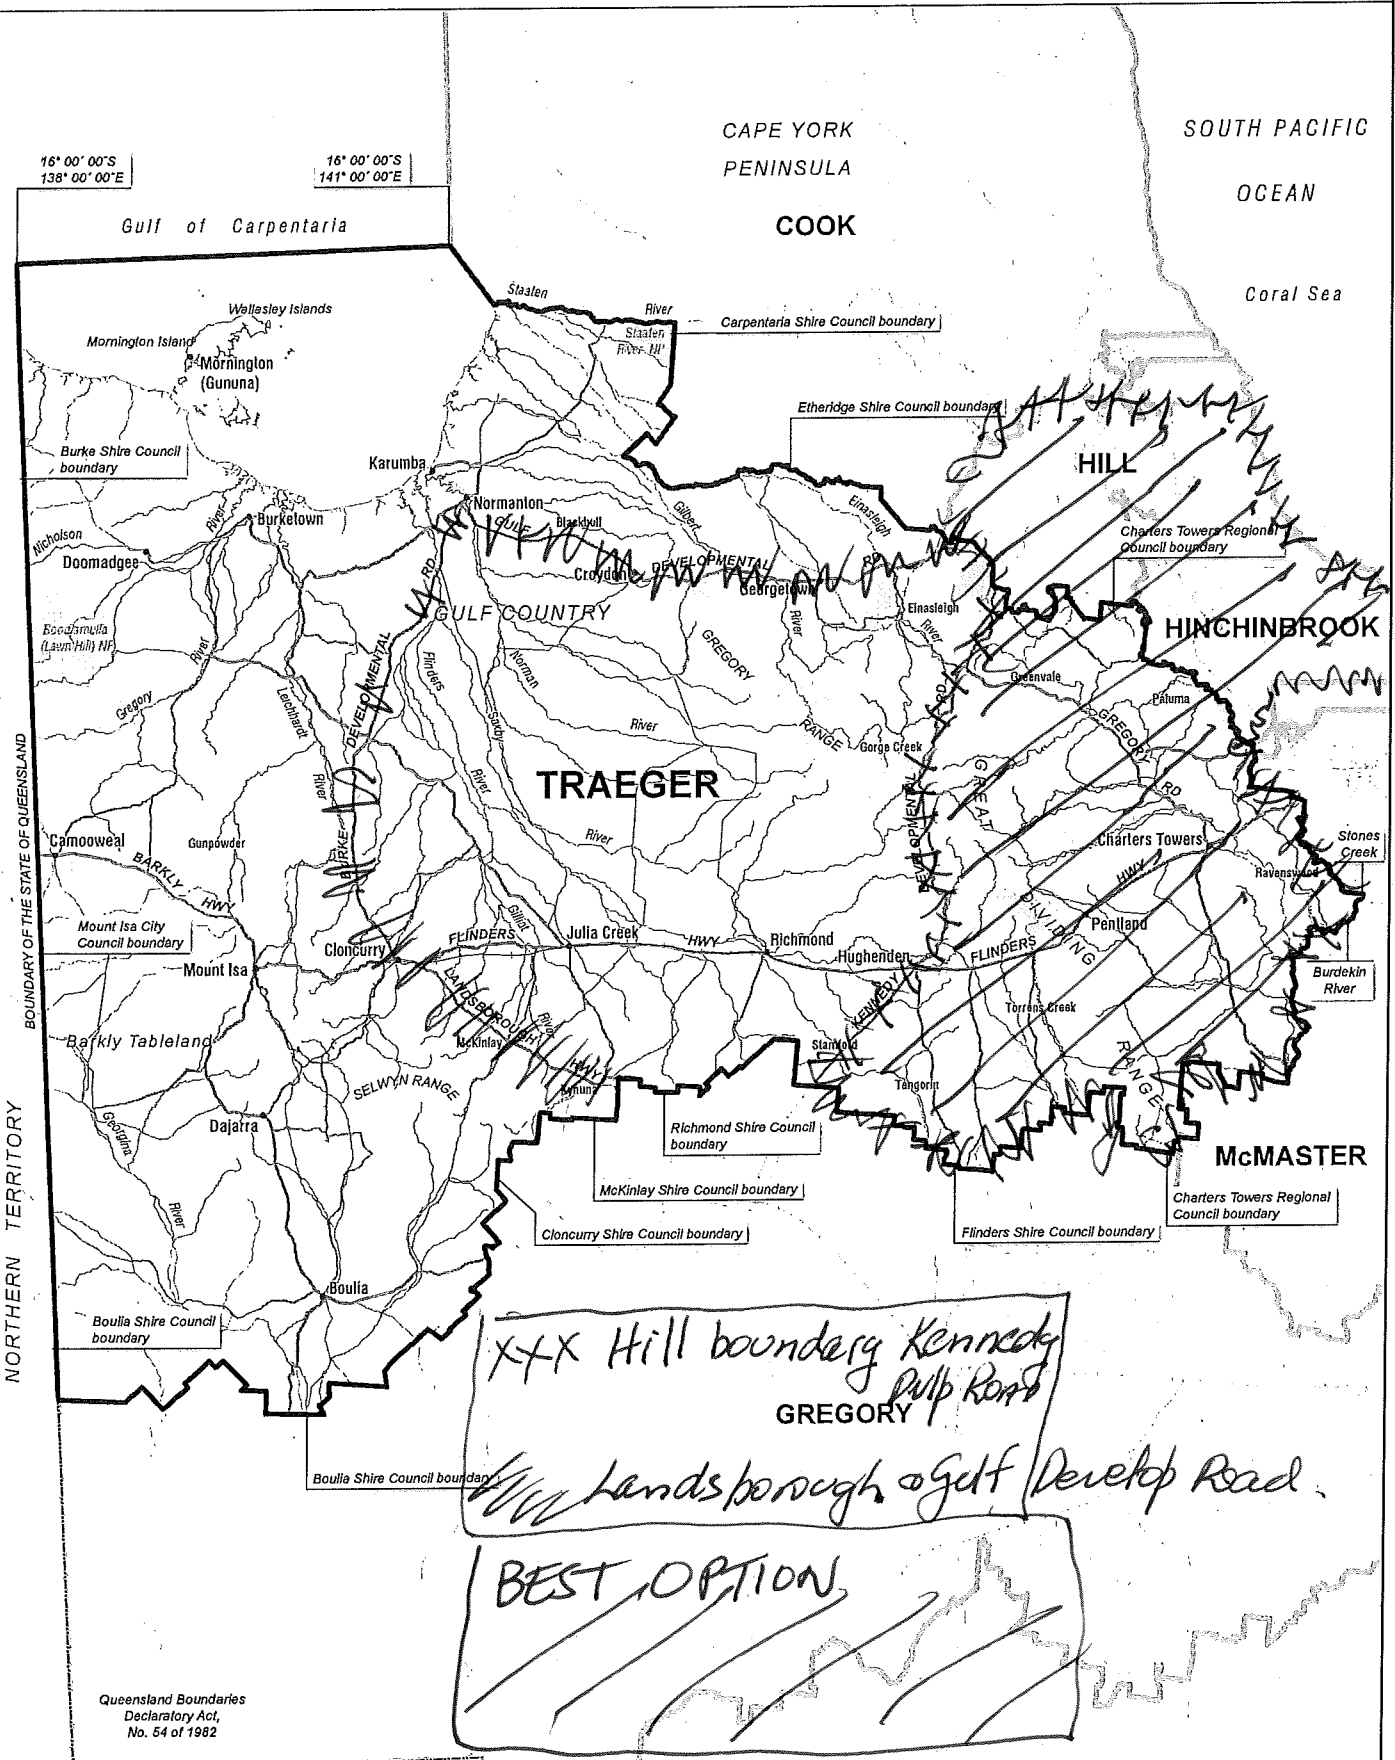 CAPE YORK
PENINSULA
COOK
SOUTH PACIFIC
OCEAN
Coral Sea
16° 00' 00"S
138° 00' 00"E
16° 00' 00"S
141° 00' 00"E
Gulf of Carpentaria
Staaten
River
Carpentaria Shire Council boundary
Staaten
River NP
Wellesley Islands
Mornington Island
Mornington
(Gununa)
Etheridge Shire Council boundary
Burke Shire Council
boundary
Karumba
HILL
Normanton
GULF
Blackbull
Gilbert
Einasleigh
River
Burketown
Nicholson
Doomadgee
Charters Towers Regional
Council boundary
Croydon
DEVELOPMENTAL
RD
Georgetown
RD
GULF COUNTRY
Einasleigh
River
River
HINCHINBROOK
Boodjamulla
(Lawn Hill) NP
River
GREGORY
RANGE
Gregory
Leichhardt
River
DEVELOPMENTAL
BURKE
Flinders
River
Norman
River
Saxby
River
Greenvale
Paluma
RD
GREGORY
RD
Gorge Creek
DEVELOPMENTAL
GREAT
TRAEGER
BOUNDARY OF THE STATE OF QUEENSLAND
Camooweal
BARKLY
HWY
Gunpowder
Charters Towers
Stones
Creek
HWY
Ravenswood
Mount Isa City
Council boundary
Mount Isa
Cloncurry
FLINDERS
Gilliat
River
Julia Creek
HWY
Richmond
Hughenden
FLINDERS
DIVIDING
Pentland
Burdekin
River
LANDSBOROUGH
HWY
McKinlay
Kynuna
KENNEDY
Stamford
Torrens Creek
Tangorin
RANGE
Barkly Tableland
SELWYN RANGE
Georgina
River
Dajarra
Richmond Shire Council
boundary
McMASTER
McKinlay Shire Council boundary
Charters Towers Regional
Council boundary
Cloncurry Shire Council boundary
Flinders Shire Council boundary
NORTHERN TERRITORY
Boulia
Boulia Shire Council
boundary
XXX Hill boundary Kennedy
Dvlp Road
GREGORY
Boulia Shire Council boundary
Landsborough Gulf Develop Road.
BEST OPTION
Queensland Boundaries
Declaratory Act,
No. 54 of 1982